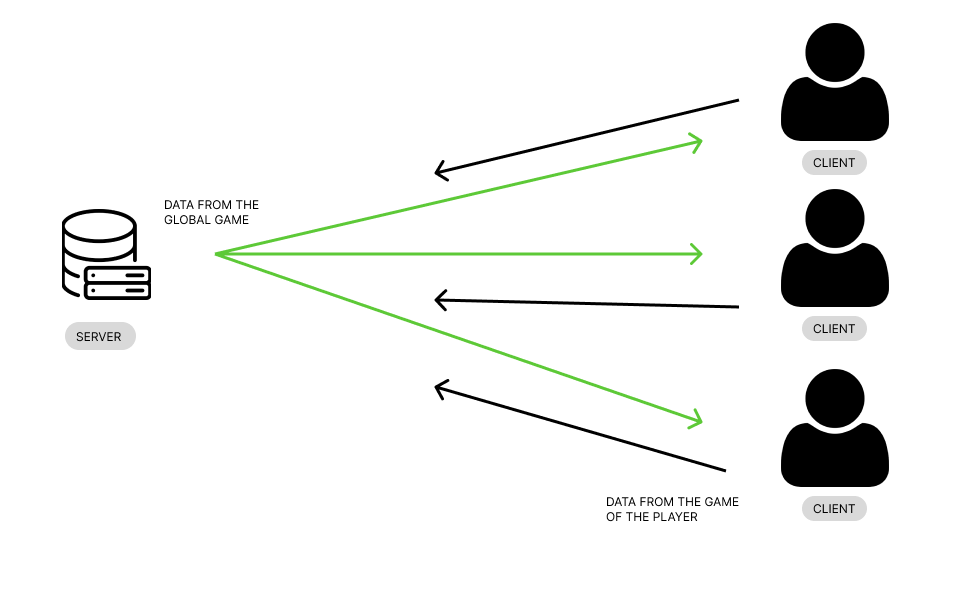 CLIENT
DATA FROM THE
GLOBAL GAME
SERVER
CLIENT
DATA FROM THE GAME
OF THE PLAYER
CLIENT